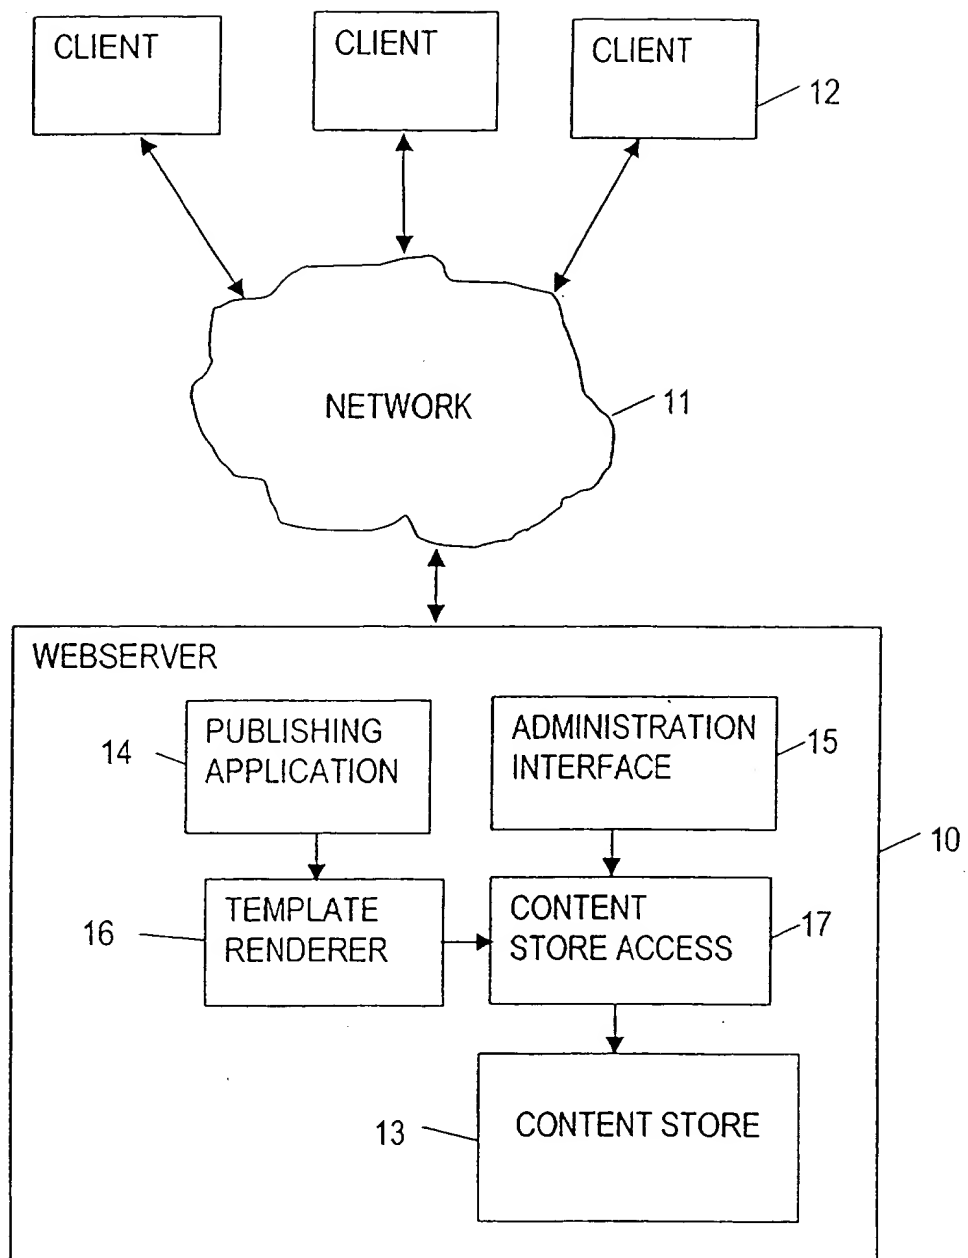 CLIENT
CLIENT
CLIENT
12
NETWORK
11
WEBSERVER
PUBLISHING
APPLICATION
14
ADMINISTRATION
INTERFACE
15
10
TEMPLATE
RENDERER
16
CONTENT
STORE ACCESS
17
CONTENT STORE
13